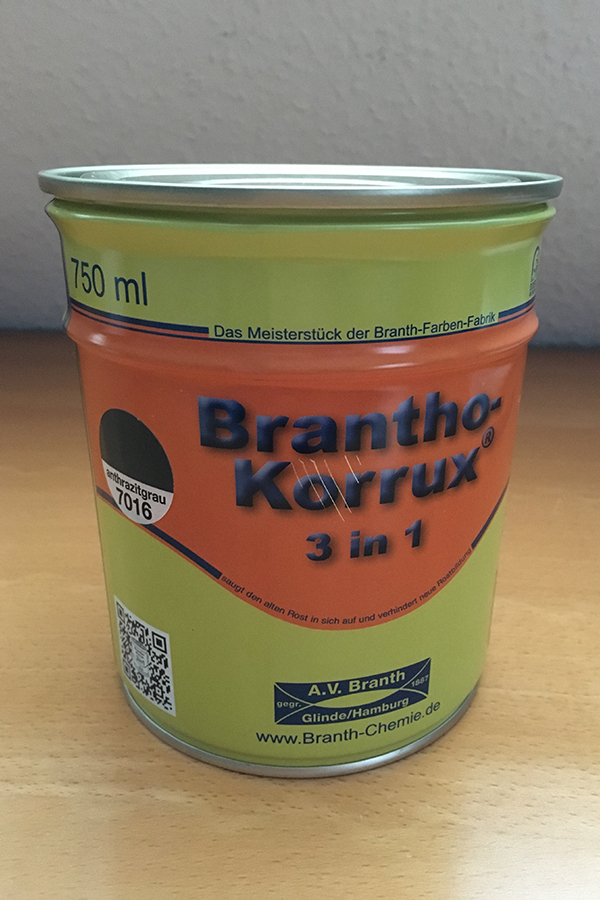 750 ml
Das Meisterstück der Branth-Farben-Fabrik
Brantho-
Korrux®
3 in 1
anthrazitgrau
7016
saugt den alten Rost in sich auf und verhindert neue Rostbildung
A.V. Branth
gegr. 1887
Glinde/Hamburg
www.Branth-Chemie.de